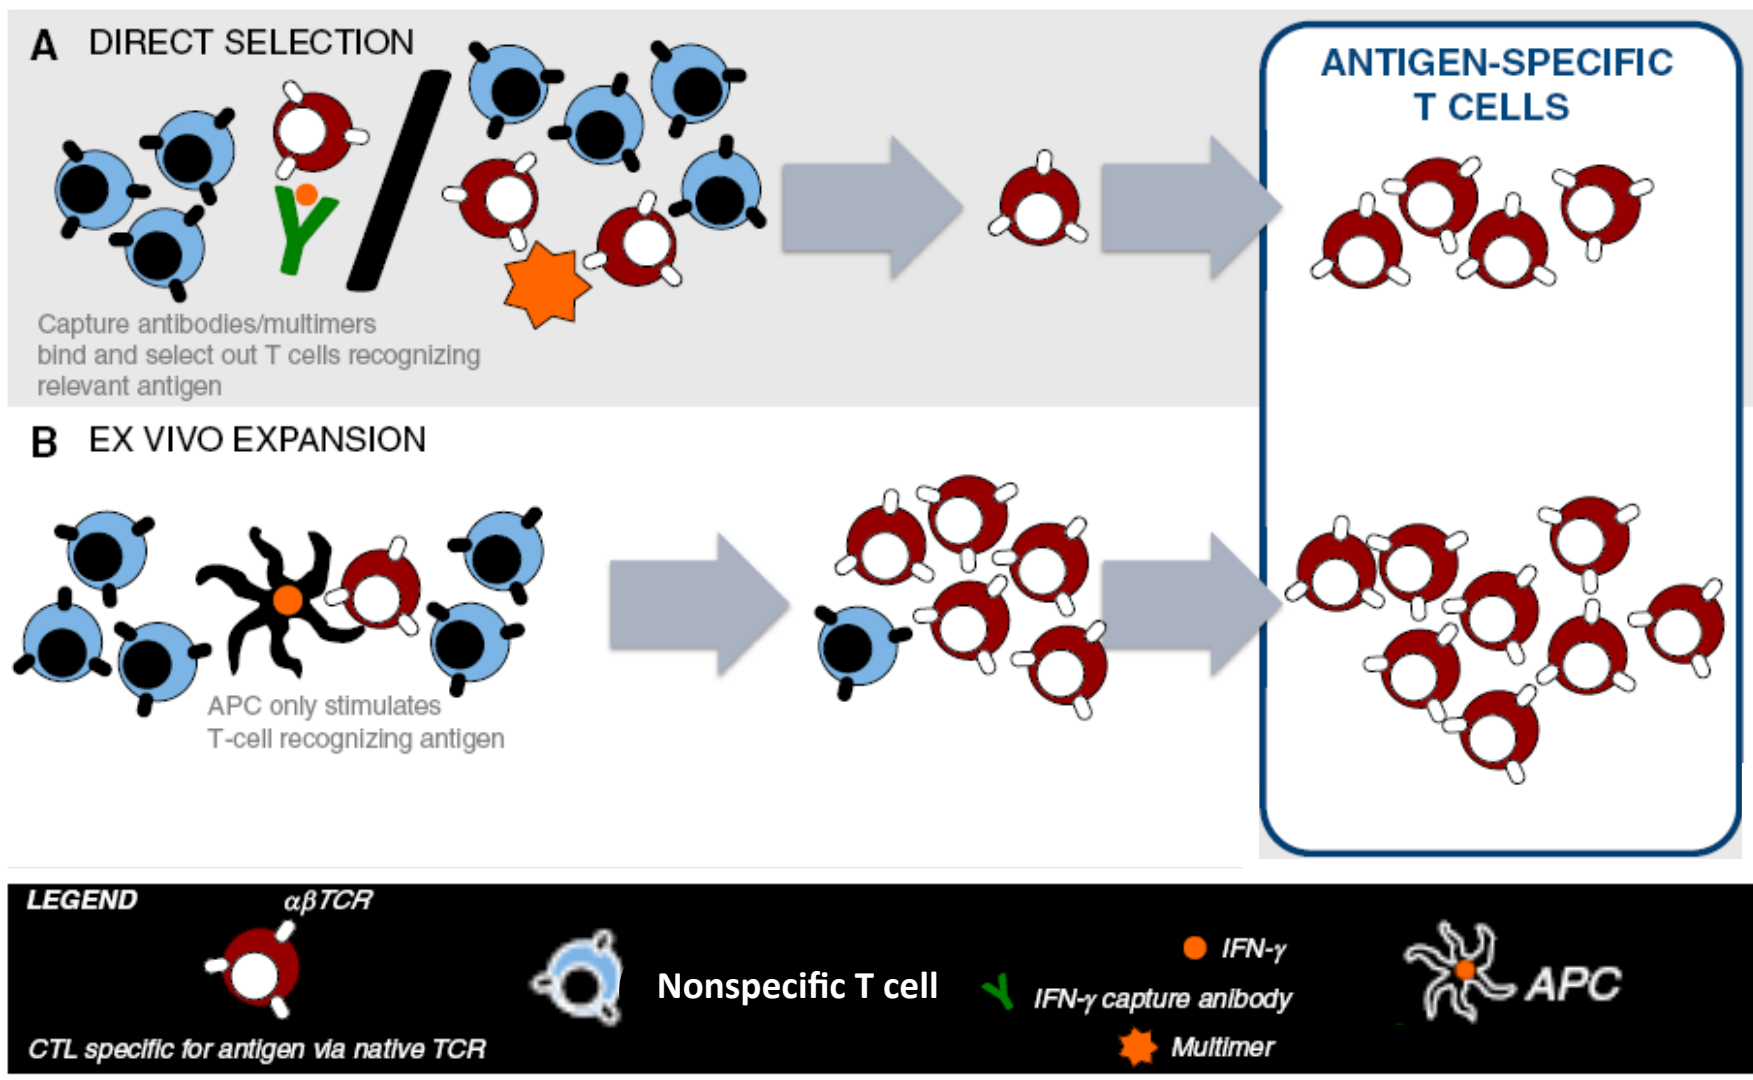 A DIRECT SELECTION
ANTIGEN-SPECIFIC
T CELLS
Capture antibodies/multimers
bind and select out T cells recognizing
relevant antigen
B EX VIVO EXPANSION
APC only stimulates
T-cell recognizing antigen
LEGEND
αβTCR
CTL specific for antigen via native TCR
Nonspecific T cell
IFN-γ
IFN-γ capture anibody
Multimer
APC